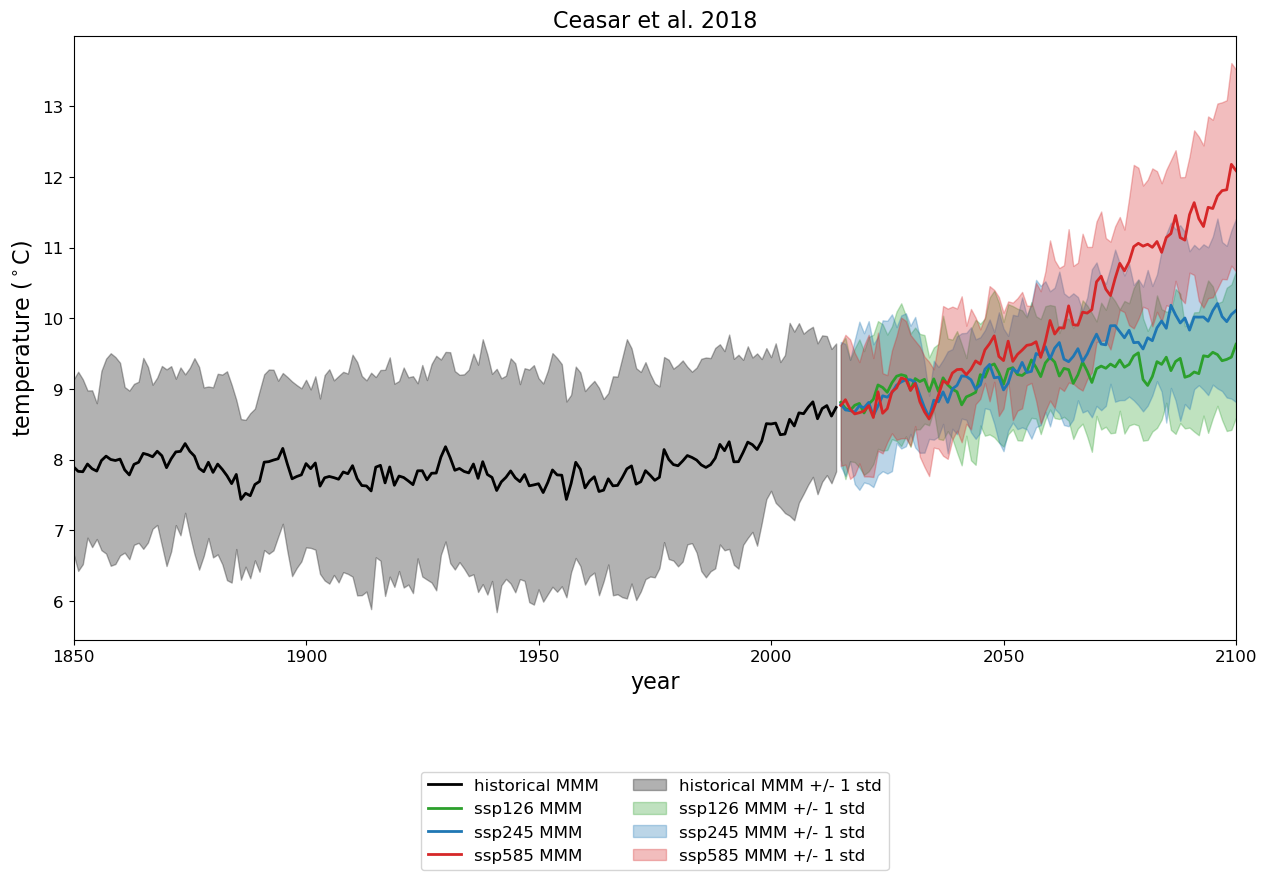 Ceasar et al. 2018
temperature (°C)
13
12
11
10
9
8
7
6
1850 1900 1950 2000 2050 2100
year
historical MMM historical MMM +/- 1 std
ssp126 MMM ssp126 MMM +/- 1 std
ssp245 MMM ssp245 MMM +/- 1 std
ssp585 MMM ssp585 MMM +/- 1 std